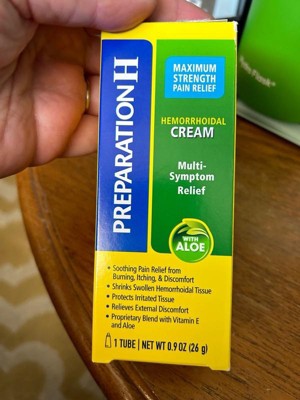 PREPARATION H
MAXIMUM
STRENGTH
PAIN RELIEF
HEMORRHOIDAL
CREAM
Multi-
Symptom
Relief
WITH
ALOE
• Soothing Pain Relief from
Burning, Itching, & Discomfort
• Shrinks Swollen Hemorrhoidal Tissue
• Protects Irritated Tissue
• Relieves External Discomfort
• Proprietary Blend with Vitamin E
and Aloe
1 TUBE | NET WT 0.9 OZ (26 g)